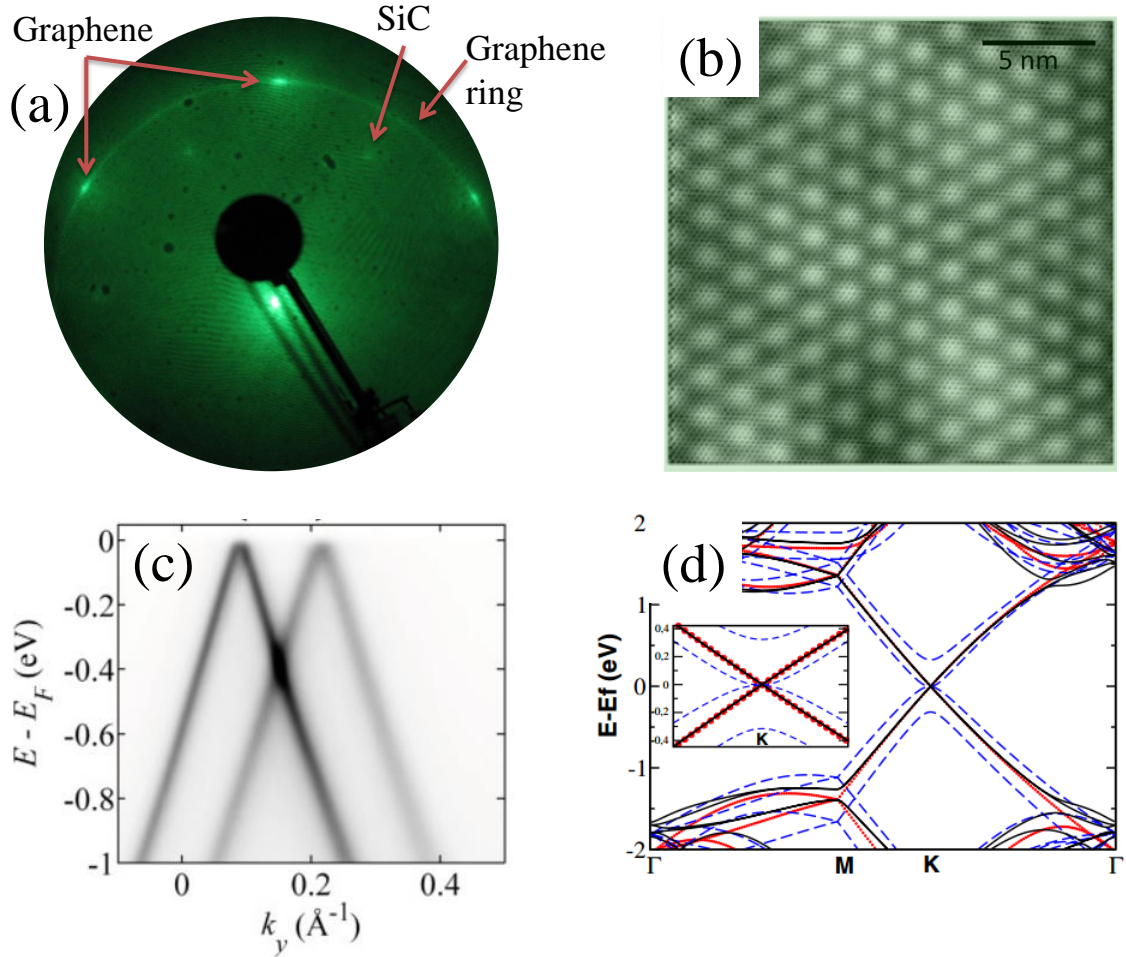 Graphene
SiC
Graphene
ring
(a)
(b)
5 nm
(c)
0
-0.2
-0.4
-0.6
-0.8
-1
E - E_F (eV)
0
0.2
0.4
k_y (Å⁻¹)
(d)
2
1
0
-1
-2
E-Ef (eV)
0,4
0,2
0
-0,2
-0,4
K
Γ
M
K
Γ